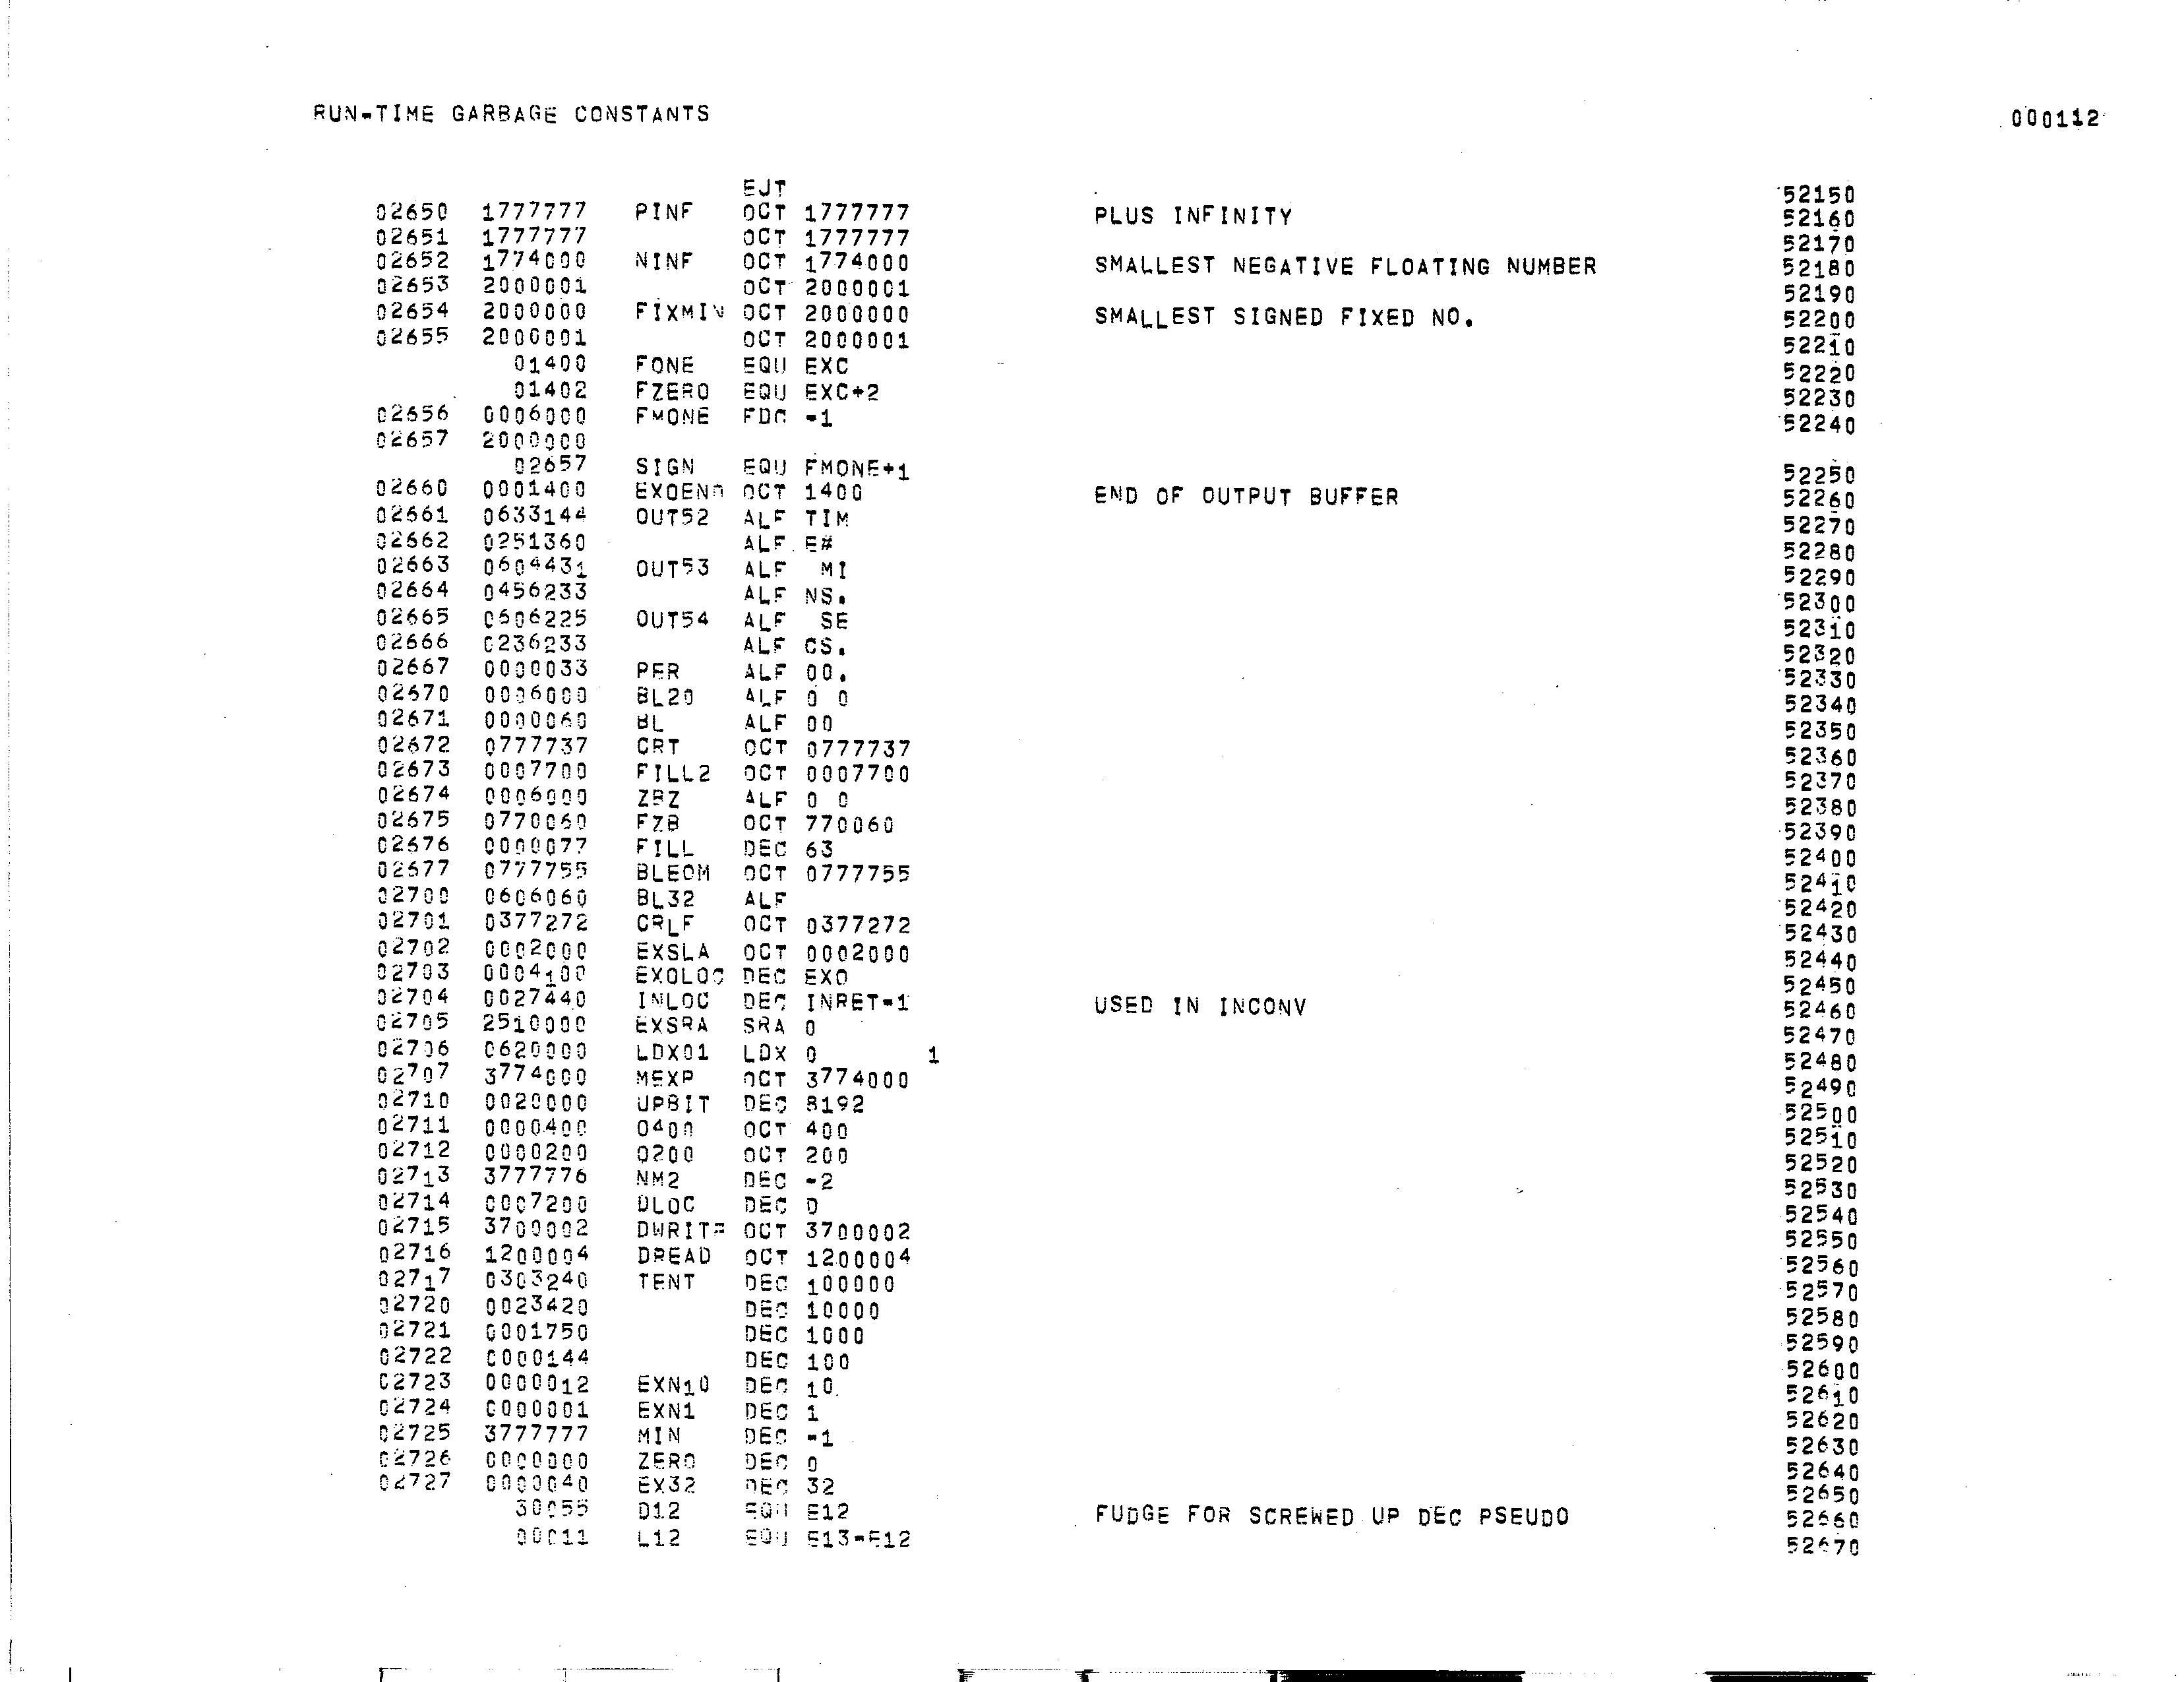 RUN-TIME GARBAGE CONSTANTS 000112
EJT 52150
02650 1777777 PINF OCT 1777777 PLUS INFINITY 52160
02651 1777777 OCT 1777777 52170
02652 1774000 NINF OCT 1774000 SMALLEST NEGATIVE FLOATING NUMBER 52180
02653 2000001 OCT 2000001 52190
02654 2000000 FIXMIN OCT 2000000 SMALLEST SIGNED FIXED NO. 52200
02655 2000001 OCT 2000001 52210
01400 FONE EQU EXC 52220
01402 FZERO EQU EXC+2 52230
02656 0006000 FMONE FDC -1 52240
02657 2000000
02657 SIGN EQU FMONE+1 52250
02660 0001400 EXOEND OCT 1400 END OF OUTPUT BUFFER 52260
02661 0633144 OUT52 ALF TIM 52270
02662 0251360 ALF E# 52280
02663 0604431 OUT53 ALF  MI 52290
02664 0456233 ALF NS. 52300
02665 0606225 OUT54 ALF  SE 52310
02666 0236233 ALF CS. 52320
02667 0000033 PER ALF 00. 52330
02670 0006000 BL20 ALF 0 0 52340
02671 0000060 BL ALF 00 52350
02672 0777737 CRT OCT 0777737 52360
02673 0007700 FILL2 OCT 0007700 52370
02674 0006000 ZBZ ALF 0 0 52380
02675 0770060 FZB OCT 770060 52390
02676 0000077 FILL DEC 63 52400
02677 0777755 BLEOM OCT 0777755 52410
02700 0606060 BL32 ALF 52420
02701 0377272 CRLF OCT 0377272 52430
02702 0002000 EXSLA OCT 0002000 52440
02703 0004100 EXOLOC DEC EXO 52450
02704 0027440 INLOC DEC INRET-1 USED IN INCONV 52460
02705 2510000 EXSRA SRA 0 52470
02706 0620000 LDX01 LDX 0 1 52480
02707 3774000 MEXP OCT 3774000 52490
02710 0020000 UPBIT DEC 8192 52500
02711 0000400 O400 OCT 400 52510
02712 0000200 O200 OCT 200 52520
02713 3777776 NM2 DEC -2 52530
02714 0007200 DLOC DEC D 52540
02715 3700002 DWRITE OCT 3700002 52550
02716 1200004 DREAD OCT 1200004 52560
02717 0303240 TENT DEC 100000 52570
02720 0023420 DEC 10000 52580
02721 0001750 DEC 1000 52590
02722 0000144 DEC 100 52600
02723 0000012 EXN10 DEC 10 52610
02724 0000001 EXN1 DEC 1 52620
02725 3777777 MIN DEC -1 52630
02726 0000000 ZERO DEC 0 52640
02727 0000040 EX32 DEC 32 52650
30055 D12 EQU E12 FUDGE FOR SCREWED UP DEC PSEUDO 52660
00011 L12 EQU E13-E12 52670